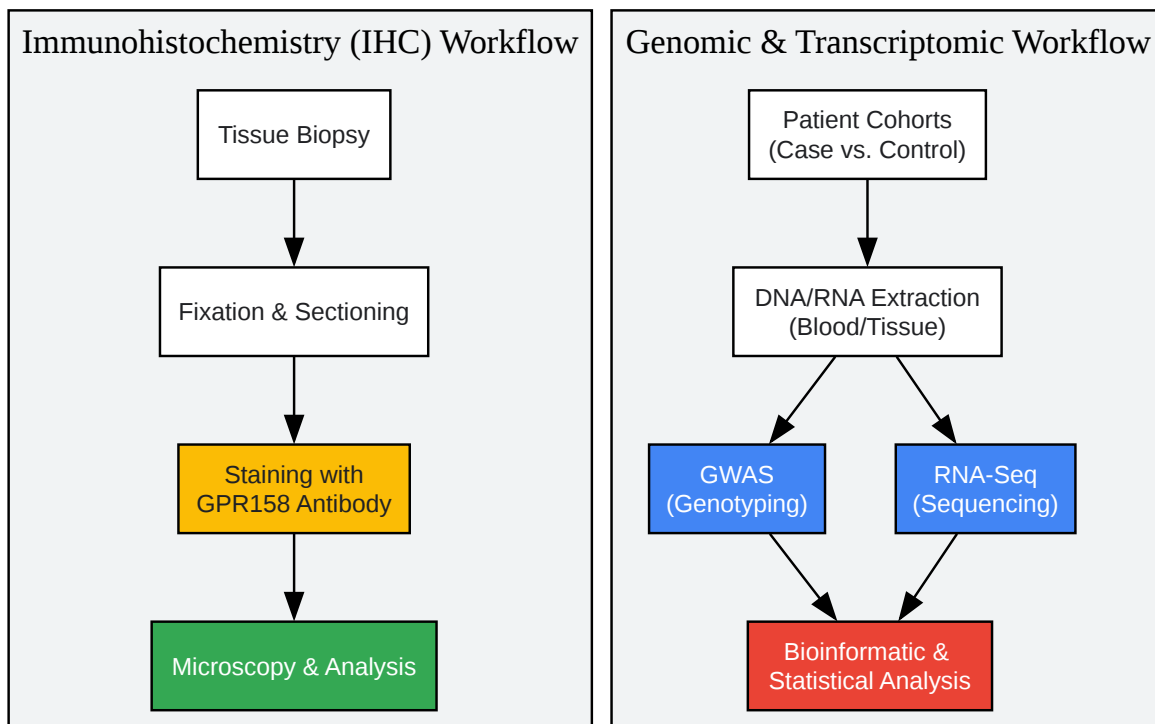 Immunohistochemistry (IHC) Workflow
Tissue Biopsy
Fixation & Sectioning
Staining with
GPR158 Antibody
Microscopy & Analysis
Genomic & Transcriptomic Workflow
Patient Cohorts
(Case vs. Control)
DNA/RNA Extraction
(Blood/Tissue)
GWAS
(Genotyping)
RNA-Seq
(Sequencing)
Bioinformatic &
Statistical Analysis